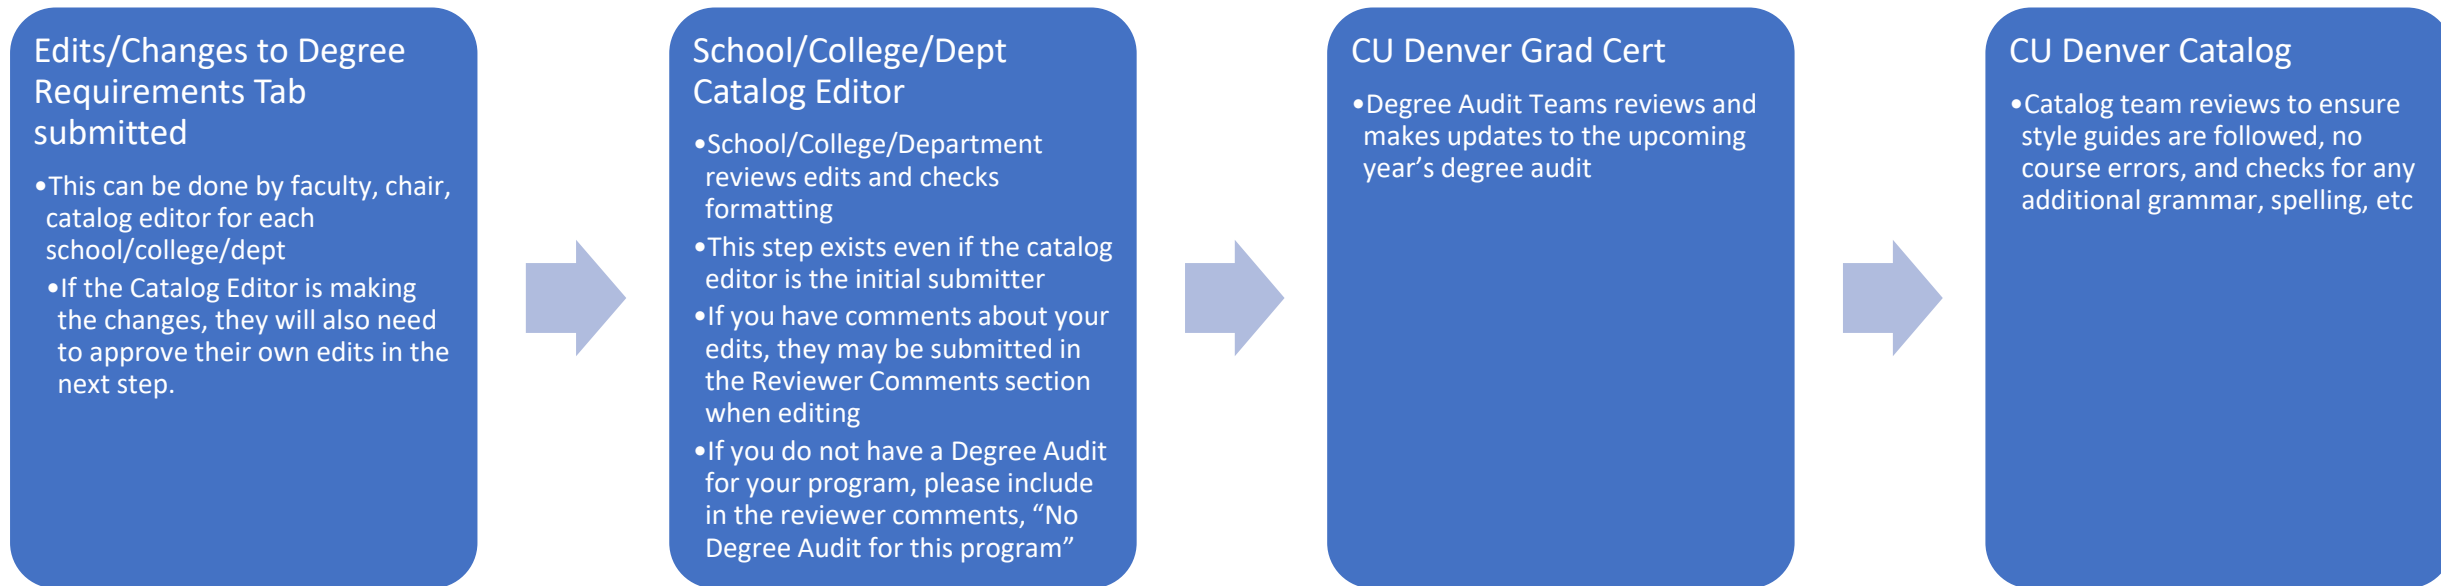 Edits/Changes to Degree
Requirements Tab
submitted
•This can be done by faculty, chair,
catalog editor for each
school/college/dept
•If the Catalog Editor is making
the changes, they will also need
to approve their own edits in the
next step.
School/College/Dept
Catalog Editor
•School/College/Department
reviews edits and checks
formatting
•This step exists even if the catalog
editor is the initial submitter
•If you have comments about your
edits, they may be submitted in
the Reviewer Comments section
when editing
•If you do not have a Degree Audit
for your program, please include
in the reviewer comments, “No
Degree Audit for this program”
CU Denver Grad Cert
•Degree Audit Teams reviews and
makes updates to the upcoming
year’s degree audit
CU Denver Catalog
•Catalog team reviews to ensure
style guides are followed, no
course errors, and checks for any
additional grammar, spelling, etc